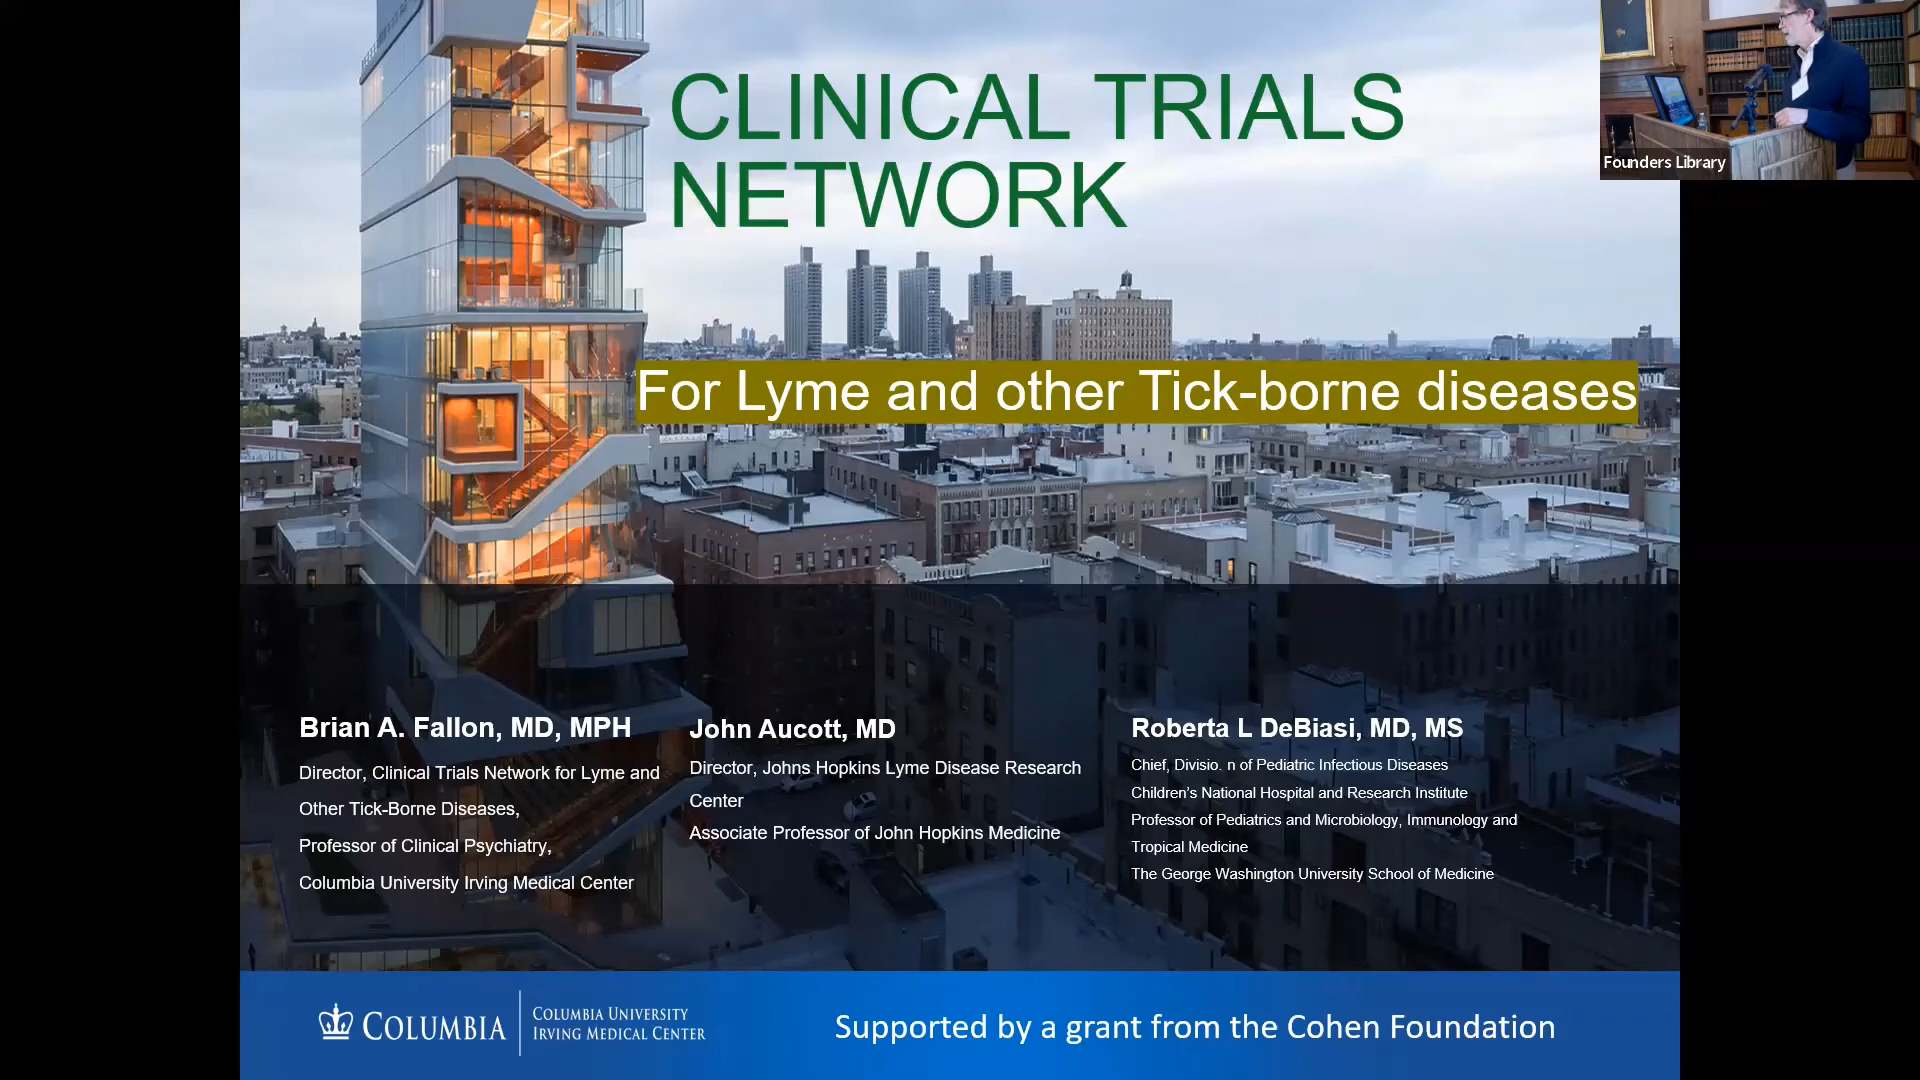 CLINICAL TRIALS
NETWORK
For Lyme and other Tick-borne diseases
Founders Library
Brian A. Fallon, MD, MPH
Director, Clinical Trials Network for Lyme and
Other Tick-Borne Diseases,
Professor of Clinical Psychiatry,
Columbia University Irving Medical Center
John Aucott, MD
Director, Johns Hopkins Lyme Disease Research
Center
Associate Professor of John Hopkins Medicine
Roberta L DeBiasi, MD, MS
Chief, Divisio. n of Pediatric Infectious Diseases
Children’s National Hospital and Research Institute
Professor of Pediatrics and Microbiology, Immunology and
Tropical Medicine
The George Washington University School of Medicine
COLUMBIA
COLUMBIA UNIVERSITY
IRVING MEDICAL CENTER
Supported by a grant from the Cohen Foundation